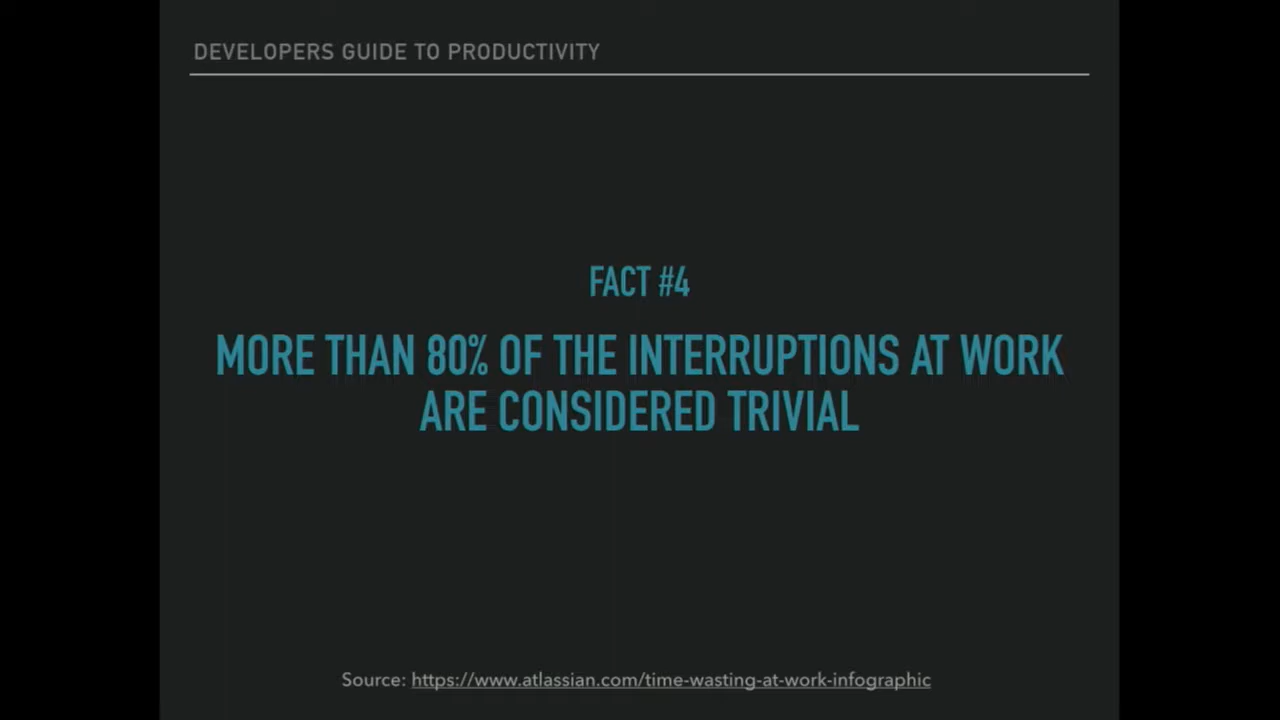 DEVELOPERS GUIDE TO PRODUCTIVITY
FACT #4
MORE THAN 80% OF THE INTERRUPTIONS AT WORK
ARE CONSIDERED TRIVIAL
Source: https://www.atlassian.com/time-wasting-at-work-infographic